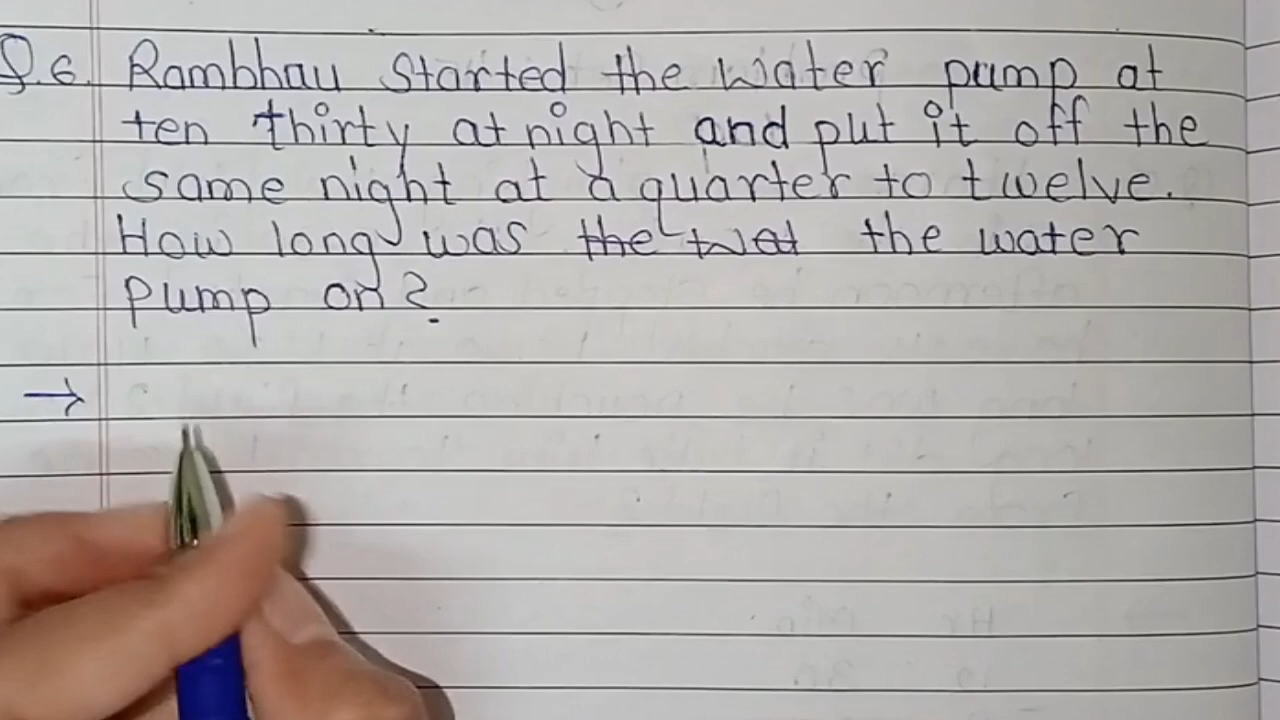 Q.6. Rambhau started the water pump at
ten thirty at night and put it off the
same night at a quarter to twelve.
How long was the wat the water
pump on?
→